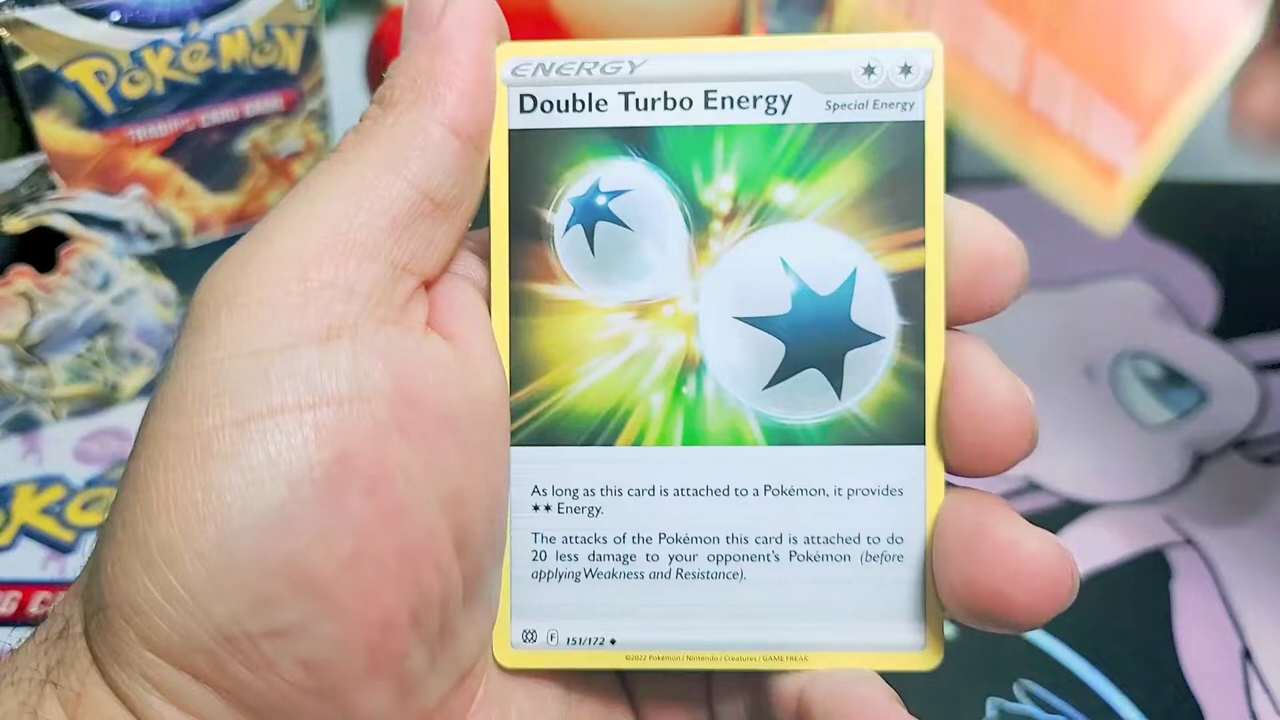 POKéMON
TRADING CARD GAME
ENERGY
Double Turbo Energy
Special Energy
As long as this card is attached to a Pokémon, it provides
✶✶ Energy.
The attacks of the Pokémon this card is attached to do
20 less damage to your opponent's Pokémon (before
applying Weakness and Resistance).
F
151/172
©2022 Pokémon / Nintendo / Creatures / GAME FREAK